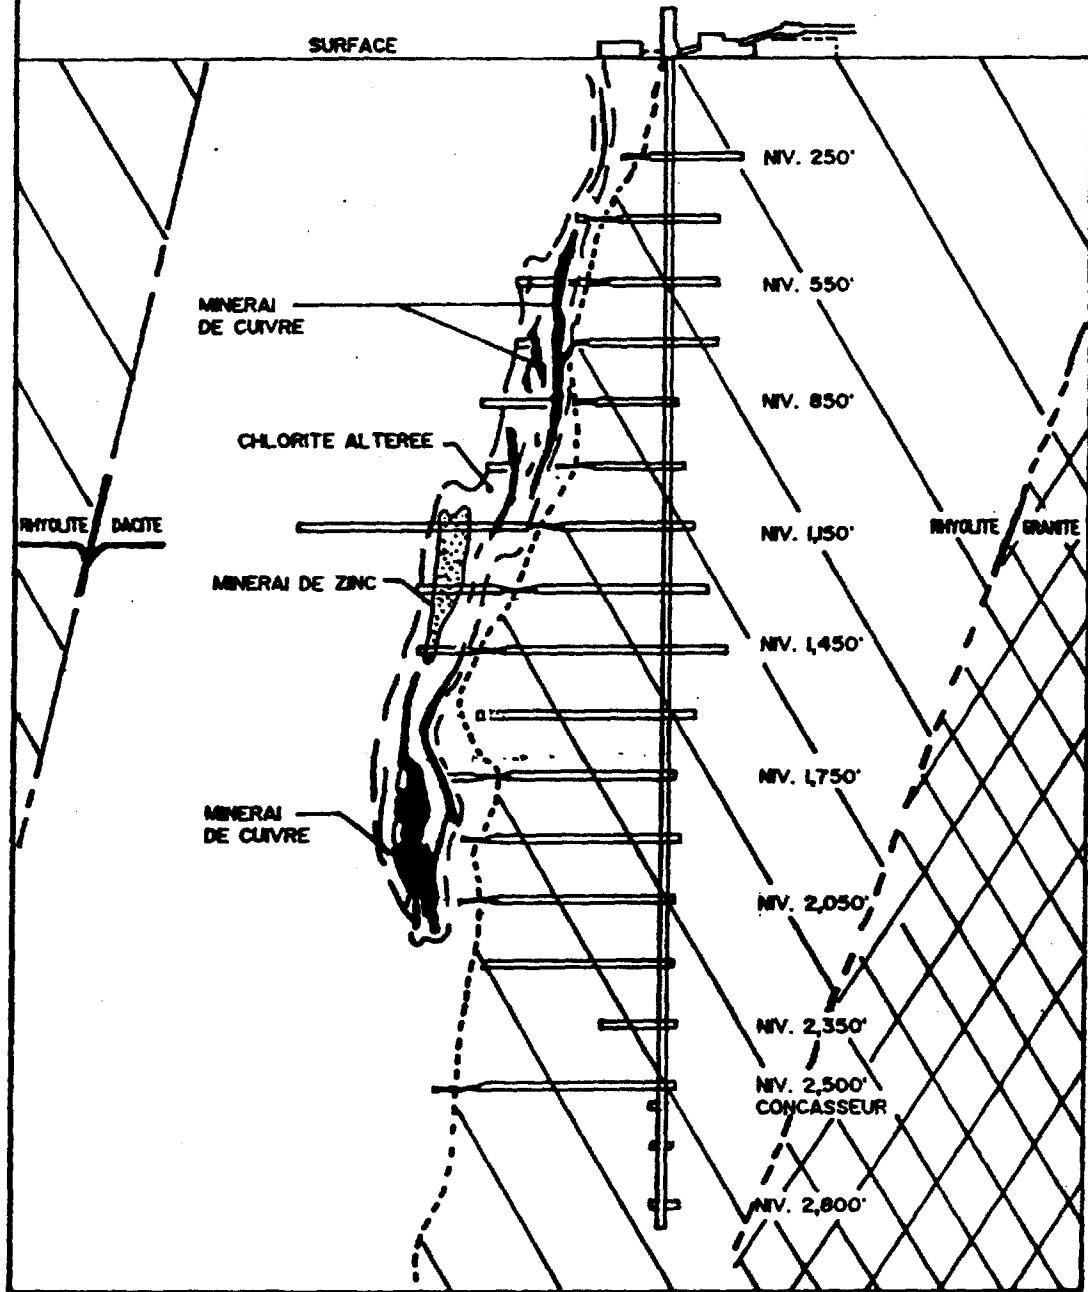 SURFACE
NIV. 250'
NIV. 550'
MINERAI
DE CUIVRE
NIV. 850'
CHLORITE ALTEREE
RHYOLITE DACITE
NIV. 1,150'
RHYOLITE GRANITE
MINERAI DE ZINC
NIV. 1,450'
NIV. 1,750'
MINERAI
DE CUIVRE
NIV. 2,050'
NIV. 2,350'
NIV. 2,500'
CONCASSEUR
NIV. 2,800'